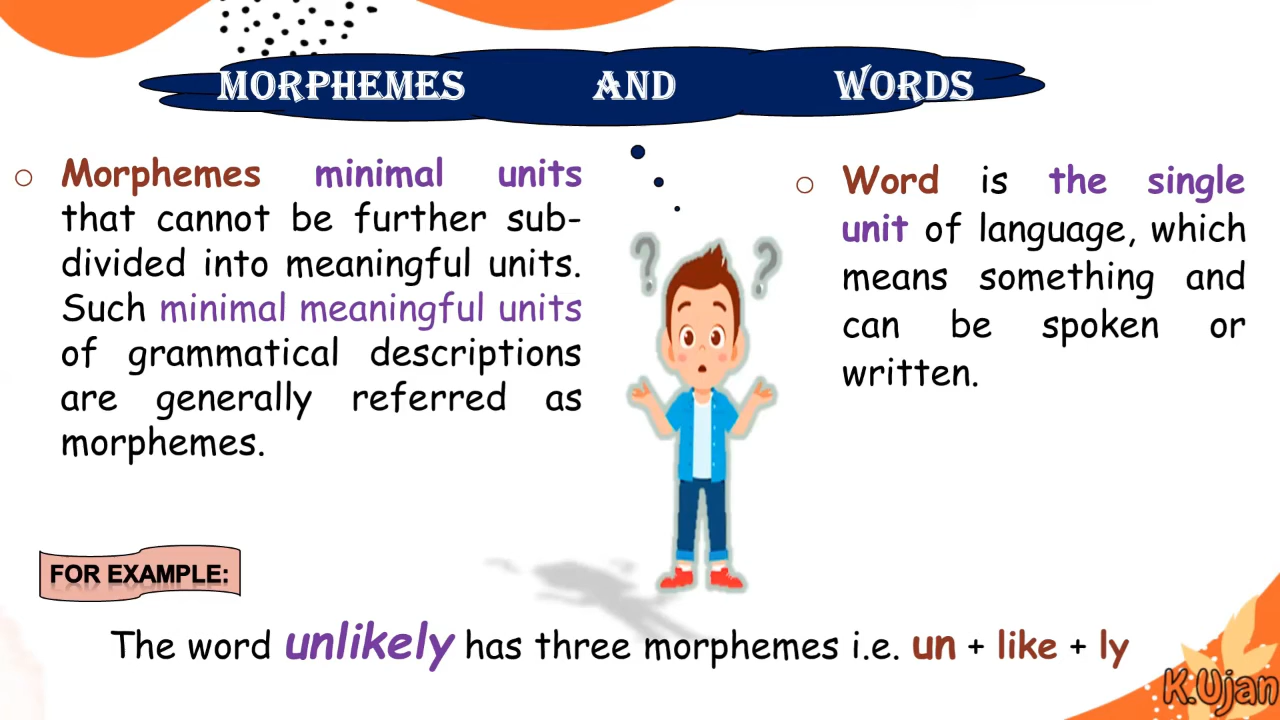 MORPHEMES AND WORDS
Morphemes minimal units
that cannot be further sub-
divided into meaningful units.
Such minimal meaningful units
of grammatical descriptions
are generally referred as
morphemes.
Word is the single
unit of language, which
means something and
can be spoken or
written.
FOR EXAMPLE:
The word unlikely has three morphemes i.e. un + like + ly
K.Ujan